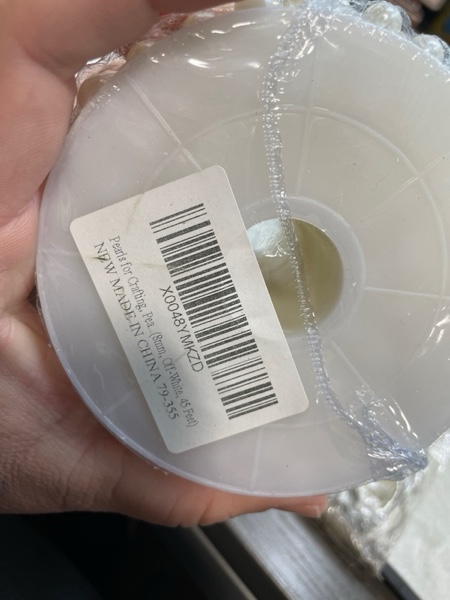 X0048YMKZD
Pearls for Crafting, Pea (8mm, Off-White, 45 Feet)
NEW MADE IN CHINA 79-355